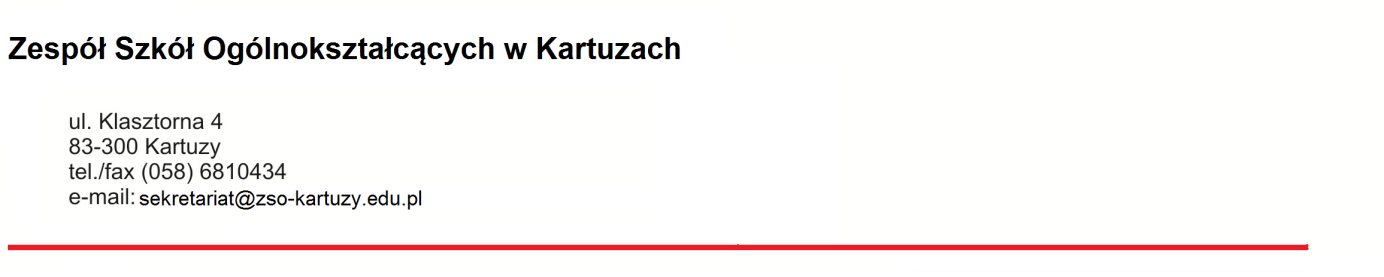 Zespół Szkół Ogólnokształcących w Kartuzach
ul. Klasztorna 4
83-300 Kartuzy
tel./fax (058) 6810434
e-mail: sekretariat@zso-kartuzy.edu.pl